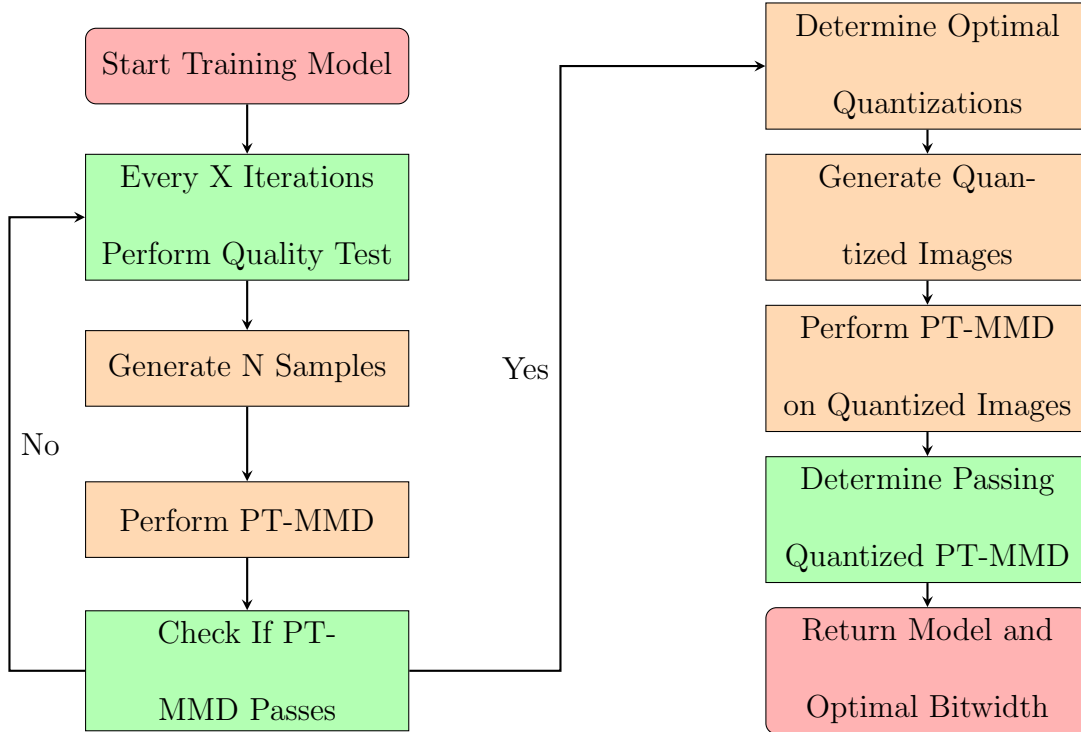 Start Training Model
Every X Iterations
Perform Quality Test
Generate N Samples
Perform PT-MMD
Check If PT-
MMD Passes
No
Yes
Determine Optimal
Quantizations
Generate Quan-
tized Images
Perform PT-MMD
on Quantized Images
Determine Passing
Quantized PT-MMD
Return Model and
Optimal Bitwidth